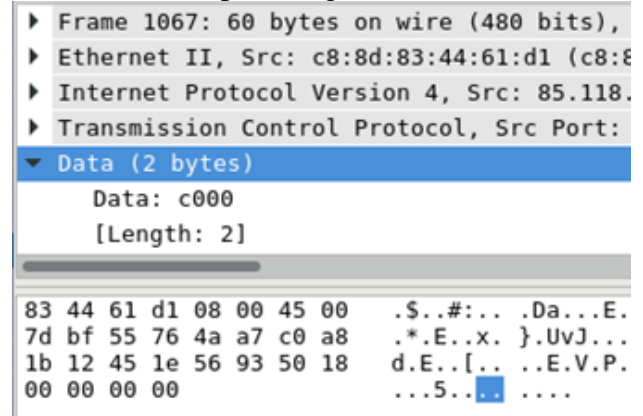 Frame 1067: 60 bytes on wire (480 bits),
Ethernet II, Src: c8:8d:83:44:61:d1 (c8:8
Internet Protocol Version 4, Src: 85.118.
Transmission Control Protocol, Src Port:
Data (2 bytes)
Data: c000
[Length: 2]
83 44 61 d1 08 00 45 00 .$..#:.. .Da...E.
7d bf 55 76 4a a7 c0 a8 .*.E..x. }.UvJ...
1b 12 45 1e 56 93 50 18 d.E..[.. ..E.V.P.
00 00 00 00 ...5.... ....